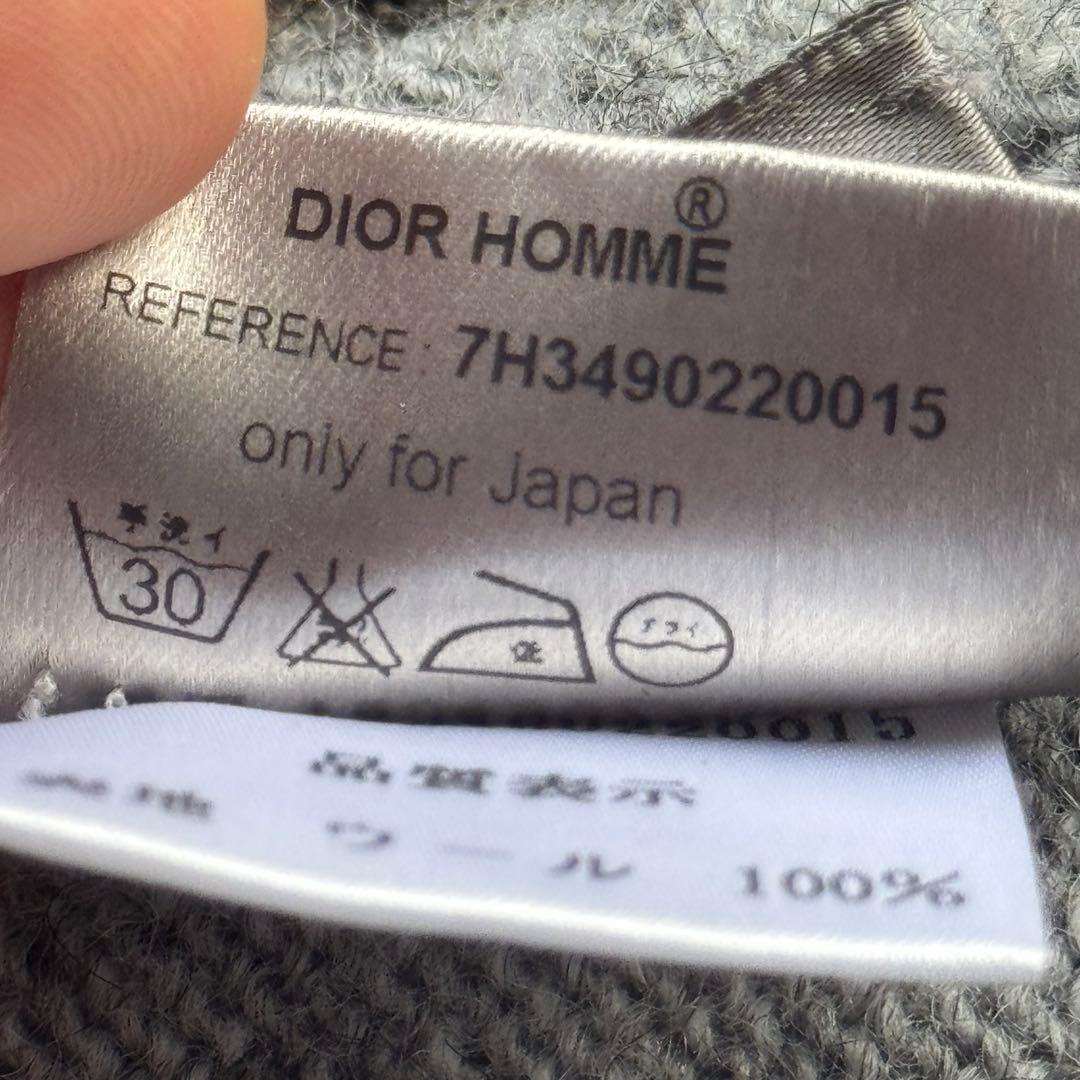 DIOR HOMME®
REFERENCE : 7H3490220015
only for Japan
手洗イ
30
ドライ
220015
品質表示
ウール 100%